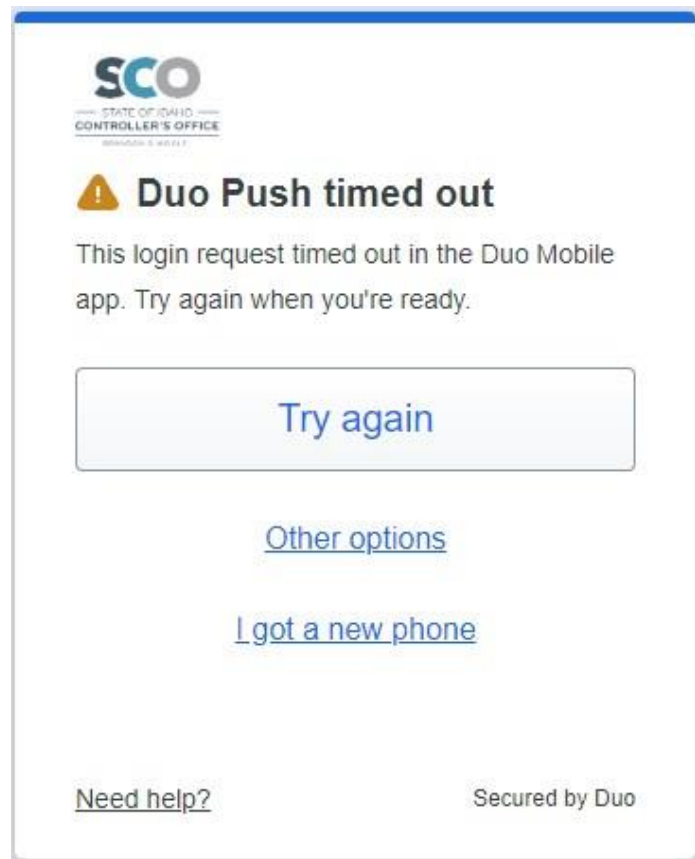 SCO
STATE OF IDAHO
CONTROLLER'S OFFICE
Duo Push timed out
This login request timed out in the Duo Mobile
app. Try again when you're ready.
Try again
Other options
I got a new phone
Need help?
Secured by Duo